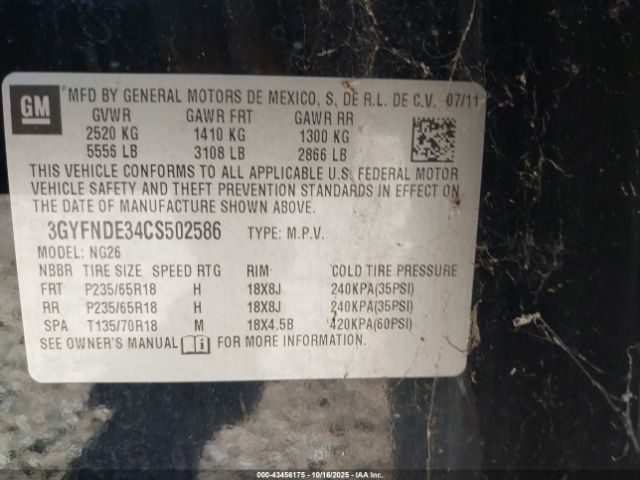 GM
MFD BY GENERAL MOTORS DE MEXICO, S, DE R.L. DE C.V. 07/11
GVWR GAWR FRT GAWR RR
2520 KG 1410 KG 1300 KG
5556 LB 3108 LB 2866 LB
THIS VEHICLE CONFORMS TO ALL APPLICABLE U.S. FEDERAL MOTOR
VEHICLE SAFETY AND THEFT PREVENTION STANDARDS IN EFFECT ON
THE DATE OF MANUFACTURE SHOWN ABOVE.
3GYFNDE34CS502586 TYPE: M.P.V.
MODEL: NG26
NBBR TIRE SIZE SPEED RTG RIM COLD TIRE PRESSURE
FRT P235/65R18 H 18X8J 240KPA(35PSI)
RR P235/65R18 H 18X8J 240KPA(35PSI)
SPA T135/70R18 M 18X4.5B 420KPA(60PSI)
SEE OWNER'S MANUAL i FOR MORE INFORMATION.
000-43456175 - 10/16/2025 - IAAI, Inc.